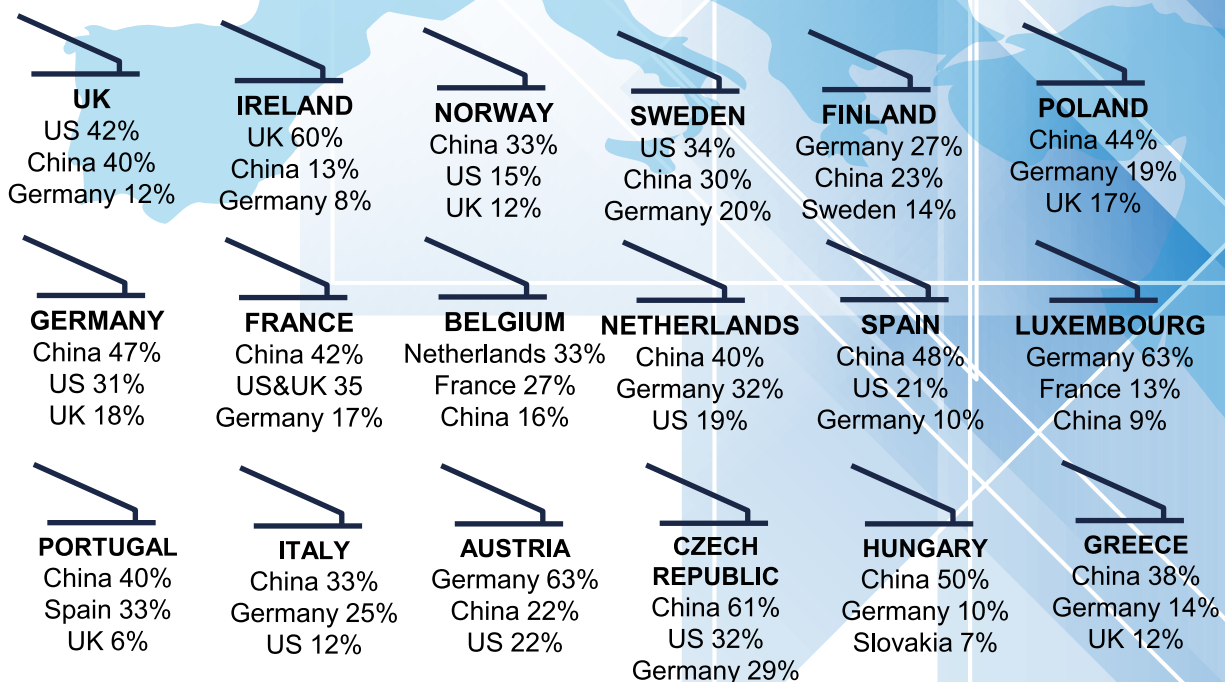 UK
US 42%
China 40%
Germany 12%
IRELAND
UK 60%
China 13%
Germany 8%
NORWAY
China 33%
US 15%
UK 12%
SWEDEN
US 34%
China 30%
Germany 20%
FINLAND
Germany 27%
China 23%
Sweden 14%
POLAND
China 44%
Germany 19%
UK 17%
GERMANY
China 47%
US 31%
UK 18%
FRANCE
China 42%
US&UK 35
Germany 17%
BELGIUM
Netherlands 33%
France 27%
China 16%
NETHERLANDS
China 40%
Germany 32%
US 19%
SPAIN
China 48%
US 21%
Germany 10%
LUXEMBOURG
Germany 63%
France 13%
China 9%
PORTUGAL
China 40%
Spain 33%
UK 6%
ITALY
China 33%
Germany 25%
US 12%
AUSTRIA
Germany 63%
China 22%
US 22%
CZECH
REPUBLIC
China 61%
US 32%
Germany 29%
HUNGARY
China 50%
Germany 10%
Slovakia 7%
GREECE
China 38%
Germany 14%
UK 12%